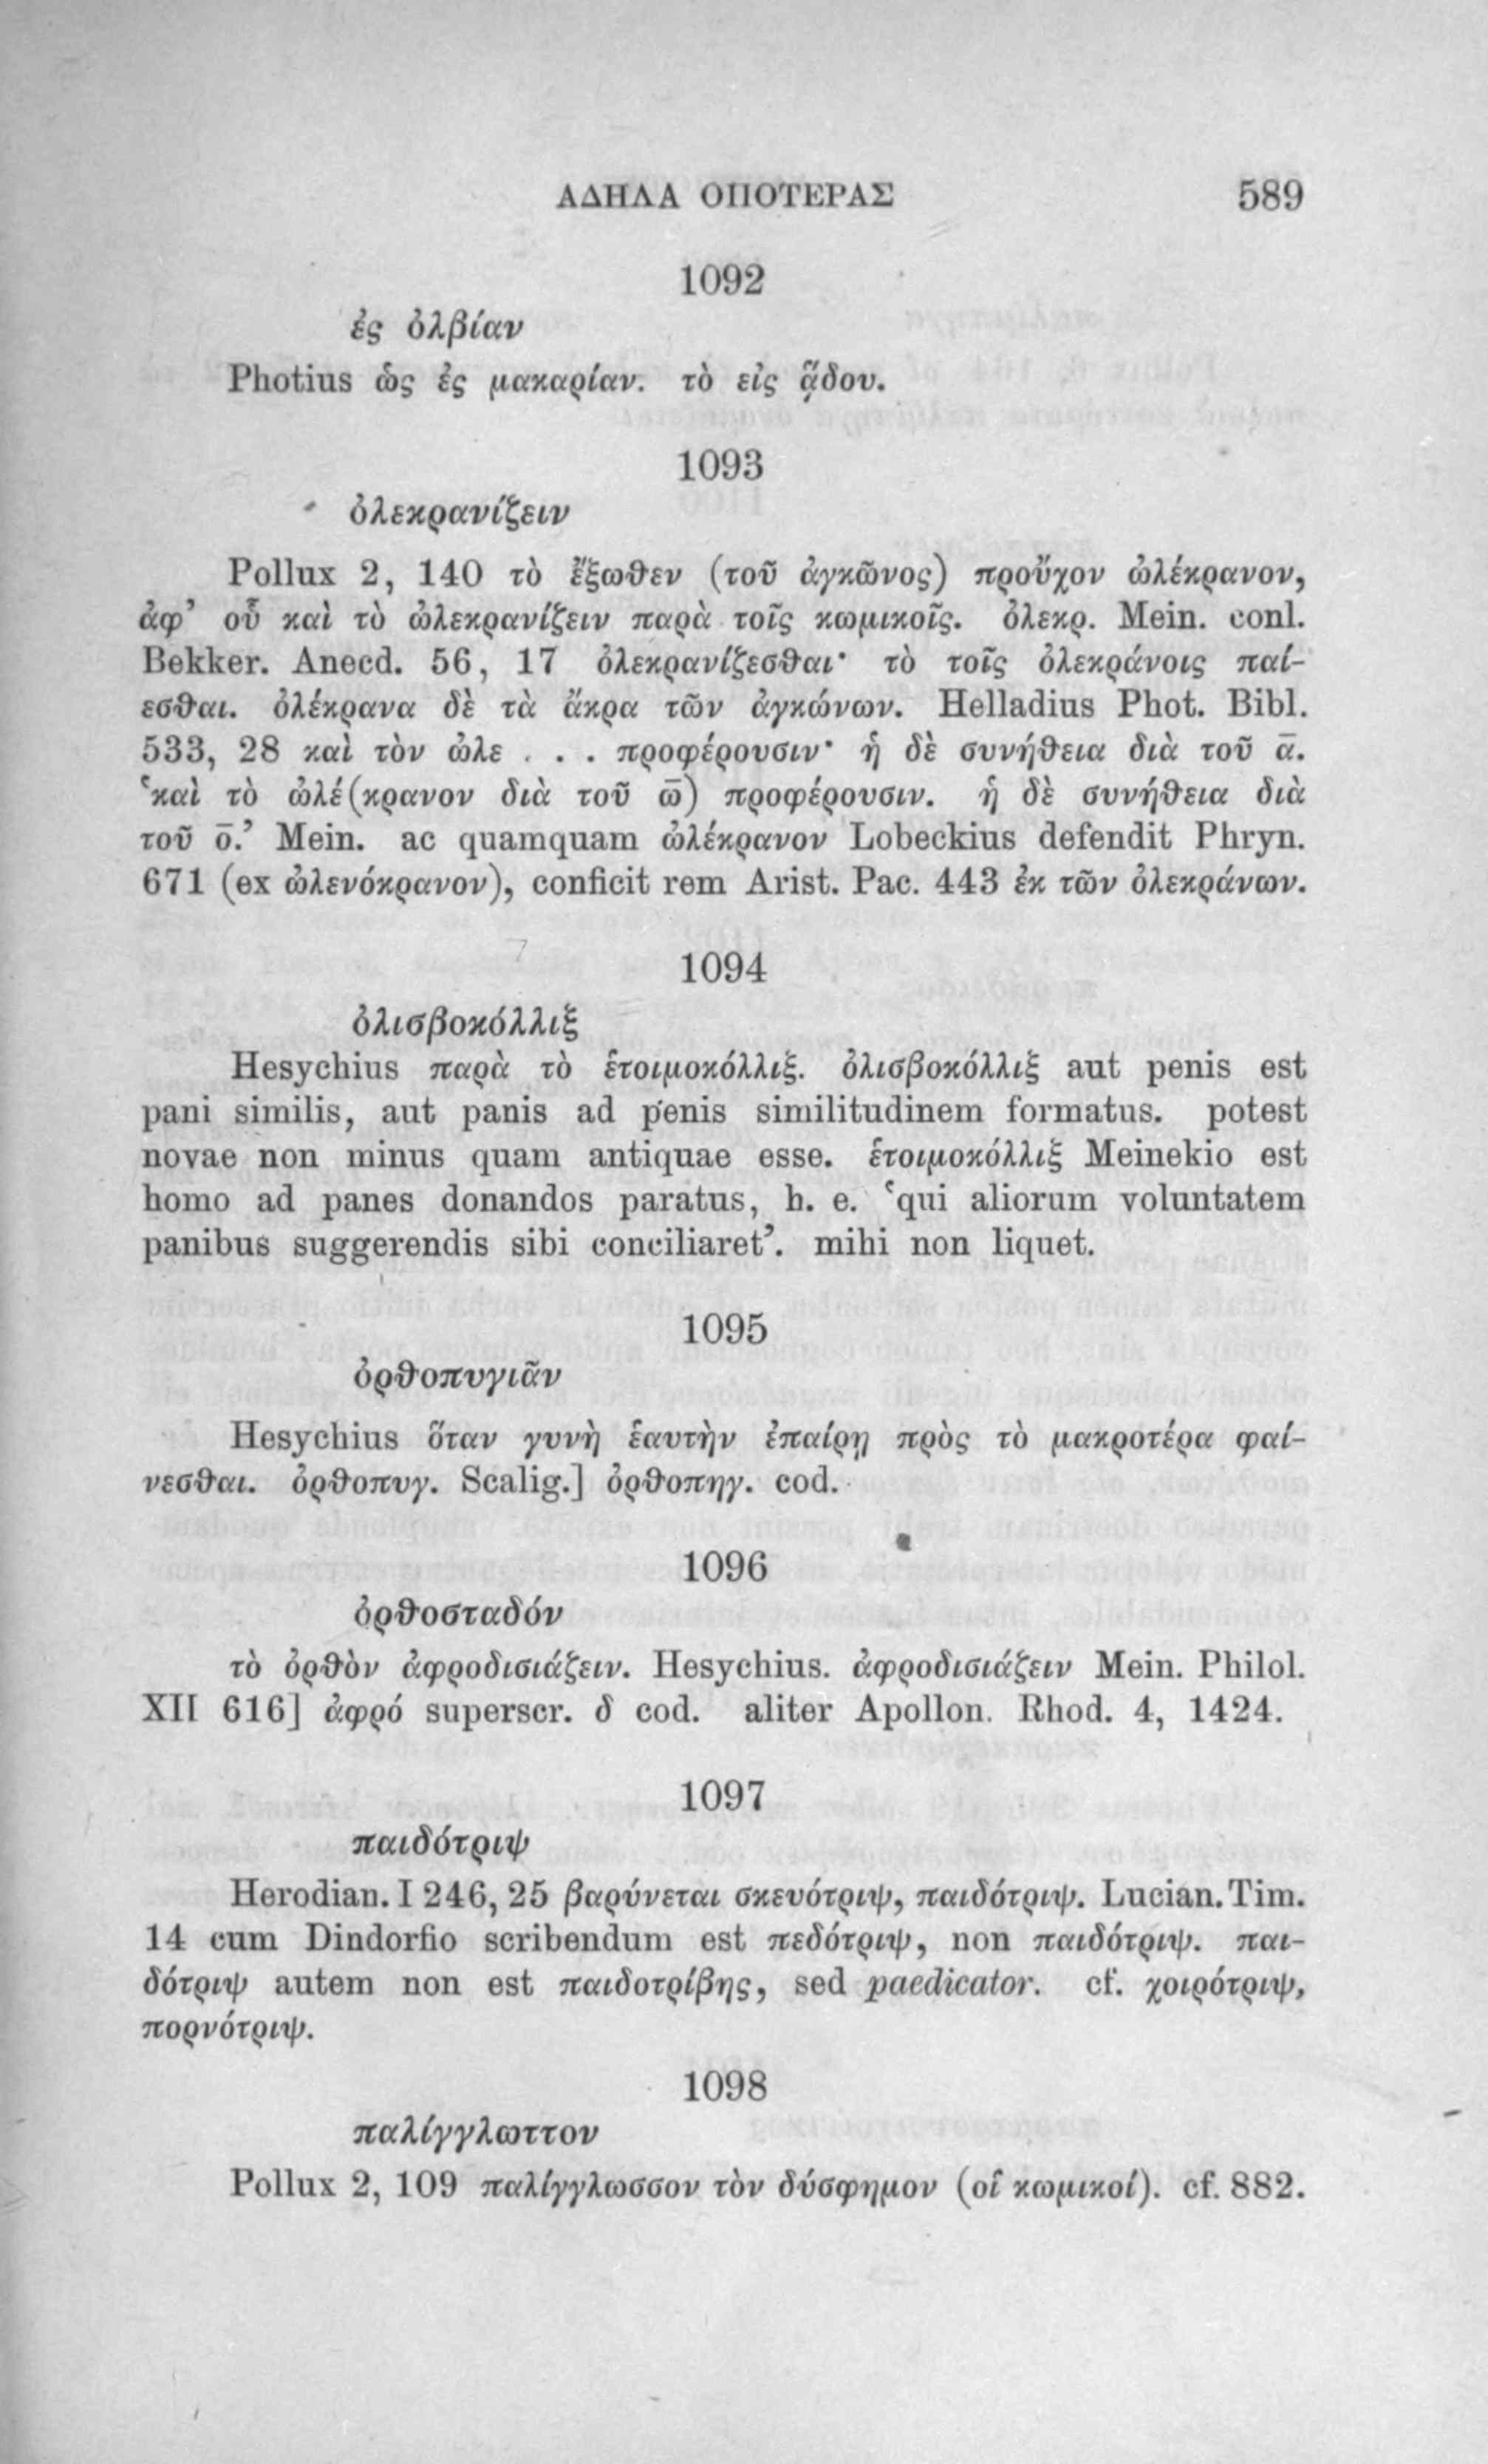 ΑΔΗΛΑ ΟΠΟΤΕΡΑΣ 589
1092
ἐς ὀλβίαν
Photius ὡς ἐς μακαρίαν. τὸ εἰς ᾅδου.
1093
ὀλεκρανίζειν
Pollux 2, 140 τὸ ἔξωθεν (τοῦ ἀγκῶνος) προὔχον ὠλέκρανον,
ἀφ’ οὗ καὶ τὸ ὠλεκρανίζειν παρὰ τοῖς κωμικοῖς. ὀλεκρ. Mein. conl.
Bekker. Anecd. 56, 17 ὀλεκρανίζεσθαι· τὸ τοῖς ὀλεκράνοις παί-
εσθαι. ὀλέκρανα δὲ τὰ ἄκρα τῶν ἀγκώνων. Helladius Phot. Bibl.
533, 28 καὶ τὸν ὠλε . . . προφέρουσιν· ἡ δὲ συνήθεια διὰ τοῦ ᾱ.
‘καὶ τὸ ὠλέ(κρανον διὰ τοῦ ω̄) προφέρουσιν. ἡ δὲ συνήθεια διὰ
τοῦ ο̄.’ Mein. ac quamquam ὠλέκρανον Lobeckius defendit Phryn.
671 (ex ὠλενόκρανον), conficit rem Arist. Pac. 443 ἐκ τῶν ὀλεκράνων.
1094
ὀλισβοκόλλιξ
Hesychius παρὰ τὸ ἑτοιμοκόλλιξ. ὀλισβοκόλλιξ aut penis est
pani similis, aut panis ad penis similitudinem formatus. potest
novae non minus quam antiquae esse. ἑτοιμοκόλλιξ Meinekio est
homo ad panes donandos paratus, h. e. ‘qui aliorum voluntatem
panibus suggerendis sibi conciliaret’. mihi non liquet.
1095
ὀρθοπυγιᾶν
Hesychius ὅταν γυνὴ ἑαυτὴν ἐπαίρῃ πρὸς τὸ μακροτέρα φαί-
νεσθαι. ὀρθοπυγ. Scalig.] ὀρθοπηγ. cod.
1096
ὀρθοσταδόν
τὸ ὀρθὸν ἀφροδισιάζειν. Hesychius. ἀφροδισιάζειν Mein. Philol.
XII 616] ἀφρό superscr. δ cod. aliter Apollon. Rhod. 4, 1424.
1097
παιδότριψ
Herodian. I 246, 25 βαρύνεται σκευότριψ, παιδότριψ. Lucian. Tim.
14 cum Dindorfio scribendum est πεδότριψ, non παιδότριψ. παι-
δότριψ autem non est παιδοτρίβης, sed paedicator. cf. χοιρότριψ,
πορνότριψ.
1098
παλίγγλωττον
Pollux 2, 109 παλίγγλωσσον τὸν δύσφημον (οἱ κωμικοί). cf. 882.